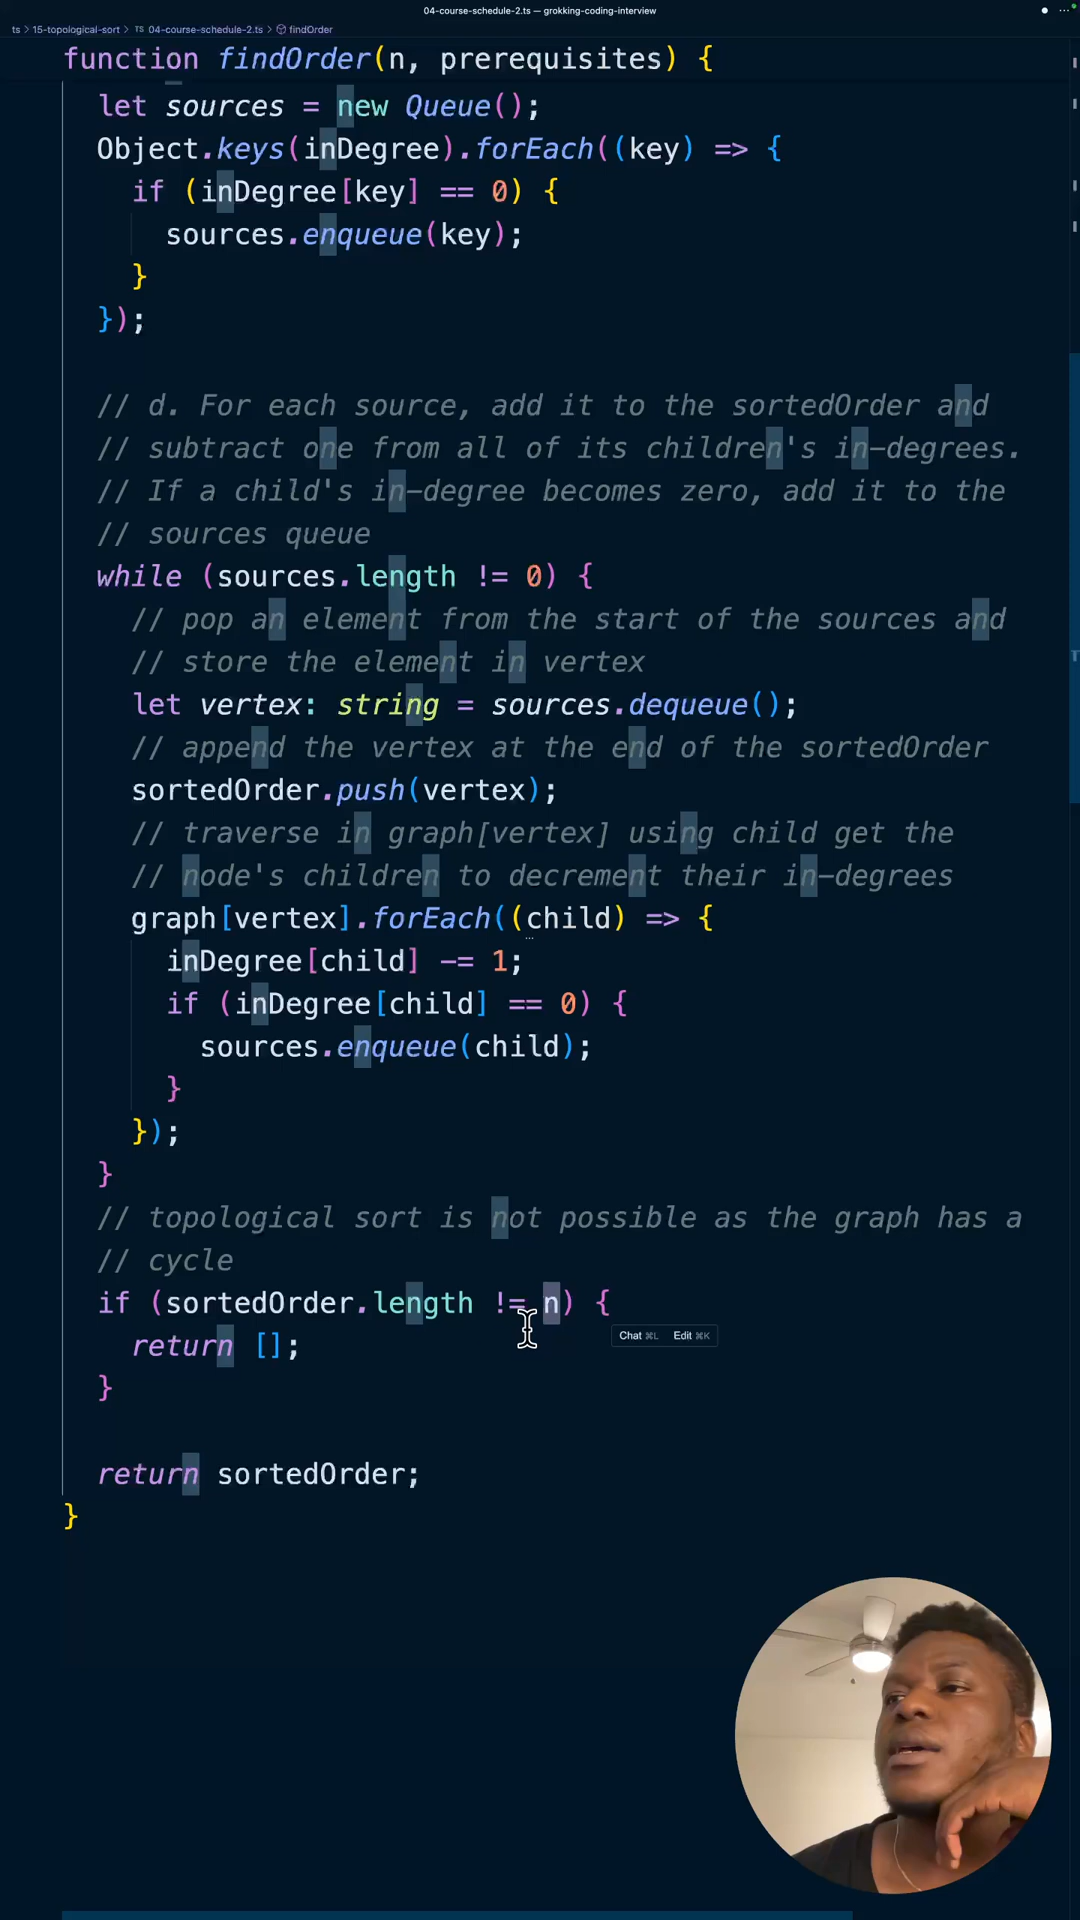 04-course-schedule-2.ts — grokking-coding-interview
ts > 15-topological-sort > TS 04-course-schedule-2.ts > findOrder
function findOrder(n, prerequisites) {
let sources = new Queue();
Object.keys(inDegree).forEach((key) => {
if (inDegree[key] == 0) {
sources.enqueue(key);
}
});
// d. For each source, add it to the sortedOrder and
// subtract one from all of its children's in-degrees.
// If a child's in-degree becomes zero, add it to the
// sources queue
while (sources.length != 0) {
// pop an element from the start of the sources and
// store the element in vertex
let vertex: string = sources.dequeue();
// append the vertex at the end of the sortedOrder
sortedOrder.push(vertex);
// traverse in graph[vertex] using child get the
// node's children to decrement their in-degrees
graph[vertex].forEach((child) => {
inDegree[child] -= 1;
if (inDegree[child] == 0) {
sources.enqueue(child);
}
});
}
// topological sort is not possible as the graph has a
// cycle
if (sortedOrder.length != n) {
Chat ⌘L Edit ⌘K
return [];
}
return sortedOrder;
}